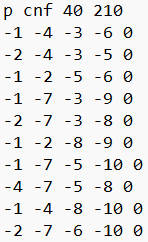 p cnf 40 210
-1 -4 -3 -6 0
-2 -4 -3 -5 0
-1 -2 -5 -6 0
-1 -7 -3 -9 0
-2 -7 -3 -8 0
-1 -2 -8 -9 0
-1 -7 -5 -10 0
-4 -7 -5 -8 0
-1 -4 -8 -10 0
-2 -7 -6 -10 0